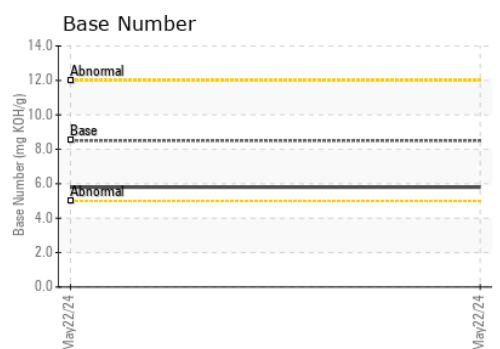 Base Number
Base Number (mg KOH/g)
14.0
12.0
10.0
8.0
6.0
4.0
2.0
0.0
Abnormal
Base
Abnormal
May22/24
May22/24